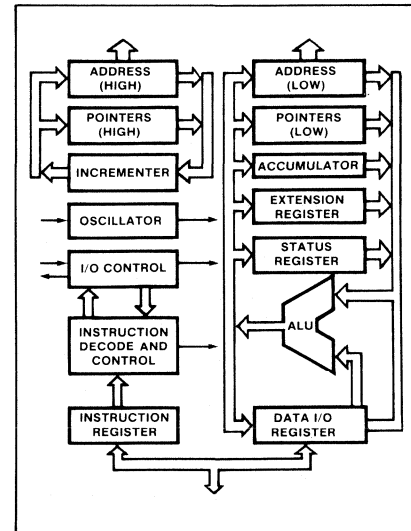 ADDRESS
(HIGH)
POINTERS
(HIGH)
INCREMENTER
OSCILLATOR
I/O CONTROL
INSTRUCTION
DECODE AND
CONTROL
INSTRUCTION
REGISTER
ADDRESS
(LOW)
POINTERS
(LOW)
ACCUMULATOR
EXTENSION
REGISTER
STATUS
REGISTER
ALU
DATA I/O
REGISTER